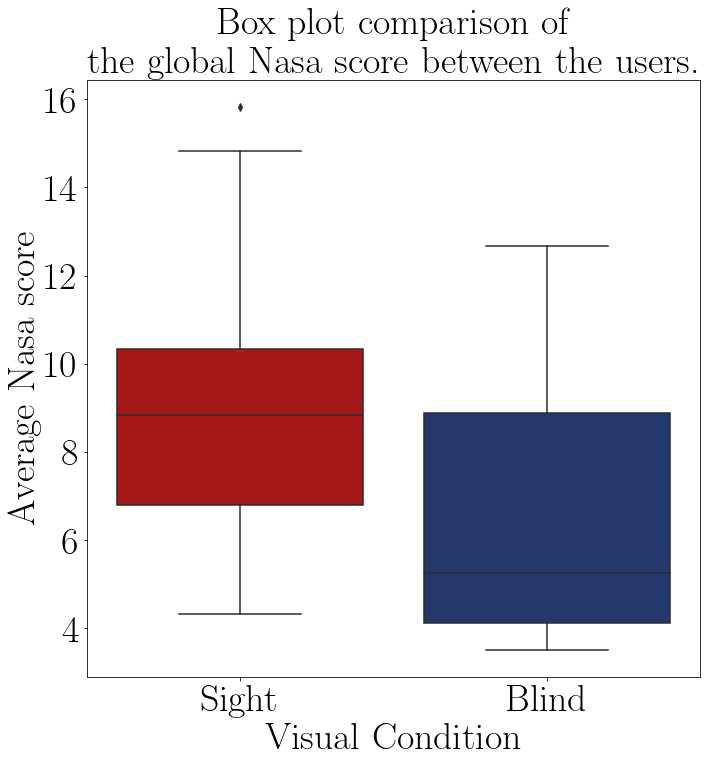 Box plot comparison of
the global Nasa score between the users.
Average Nasa score
16
14
12
10
8
6
4
Sight
Blind
Visual Condition